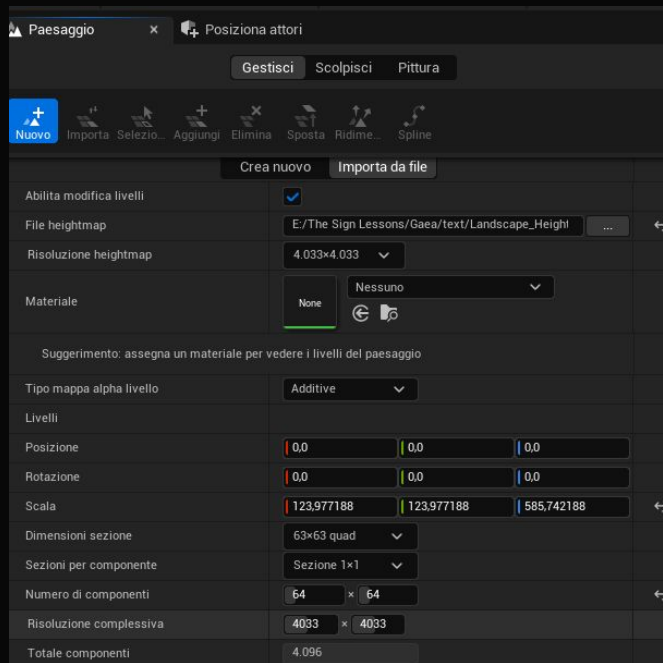 Paesaggio × Posiziona attori
Gestisci Scolpisci Pittura
Nuovo Importa Selezio... Aggiungi Elimina Sposta Ridime... Spline
Crea nuovo Importa da file
Abilita modifica livelli
File heightmap E:/The Sign Lessons/Gaea/text/Landscape_Height ...
Risoluzione heightmap 4.033×4.033
Materiale None Nessuno
Suggerimento: assegna un materiale per vedere i livelli del paesaggio
Tipo mappa alpha livello Additive
Livelli
Posizione 0,0 0,0 0,0
Rotazione 0,0 0,0 0,0
Scala 123,977188 123,977188 585,742188
Dimensioni sezione 63×63 quad
Sezioni per componente Sezione 1×1
Numero di componenti 64 × 64
Risoluzione complessiva 4033 × 4033
Totale componenti 4.096